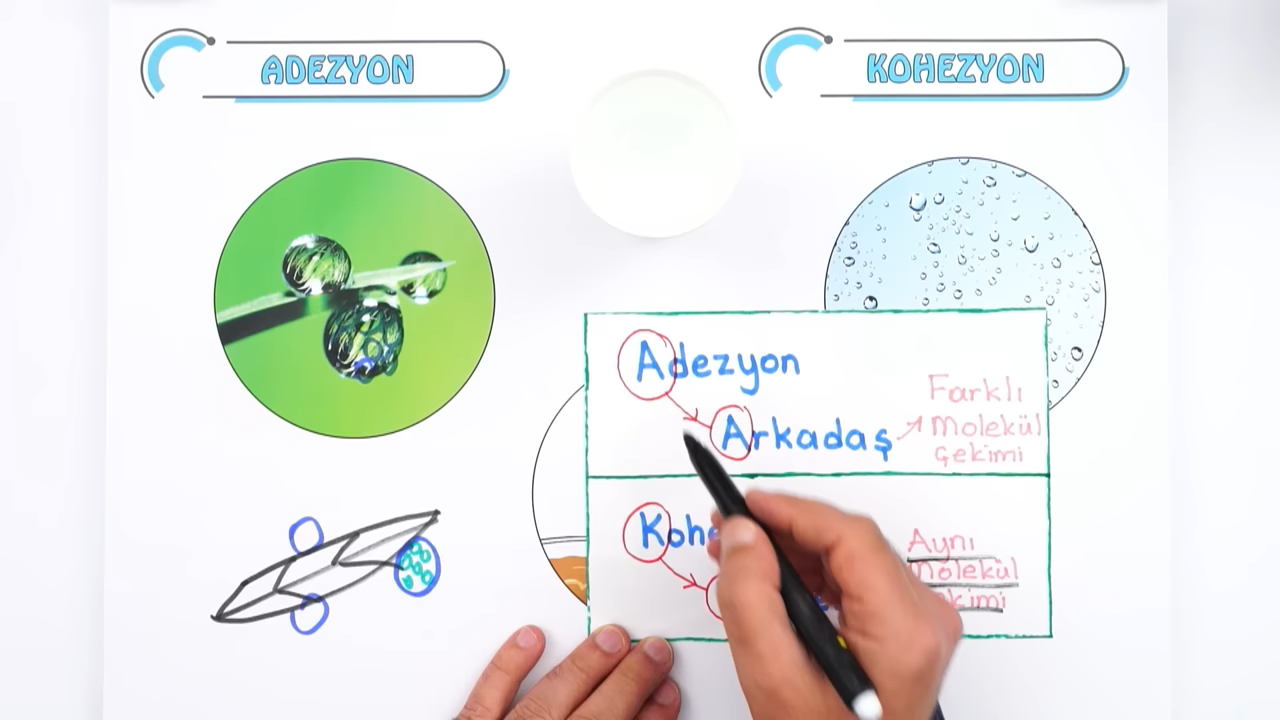 ADEZYON
KOHEZYON
Adezyon
Arkadaş
Farklı
Molekül
Çekimi
Aynı
Molekül